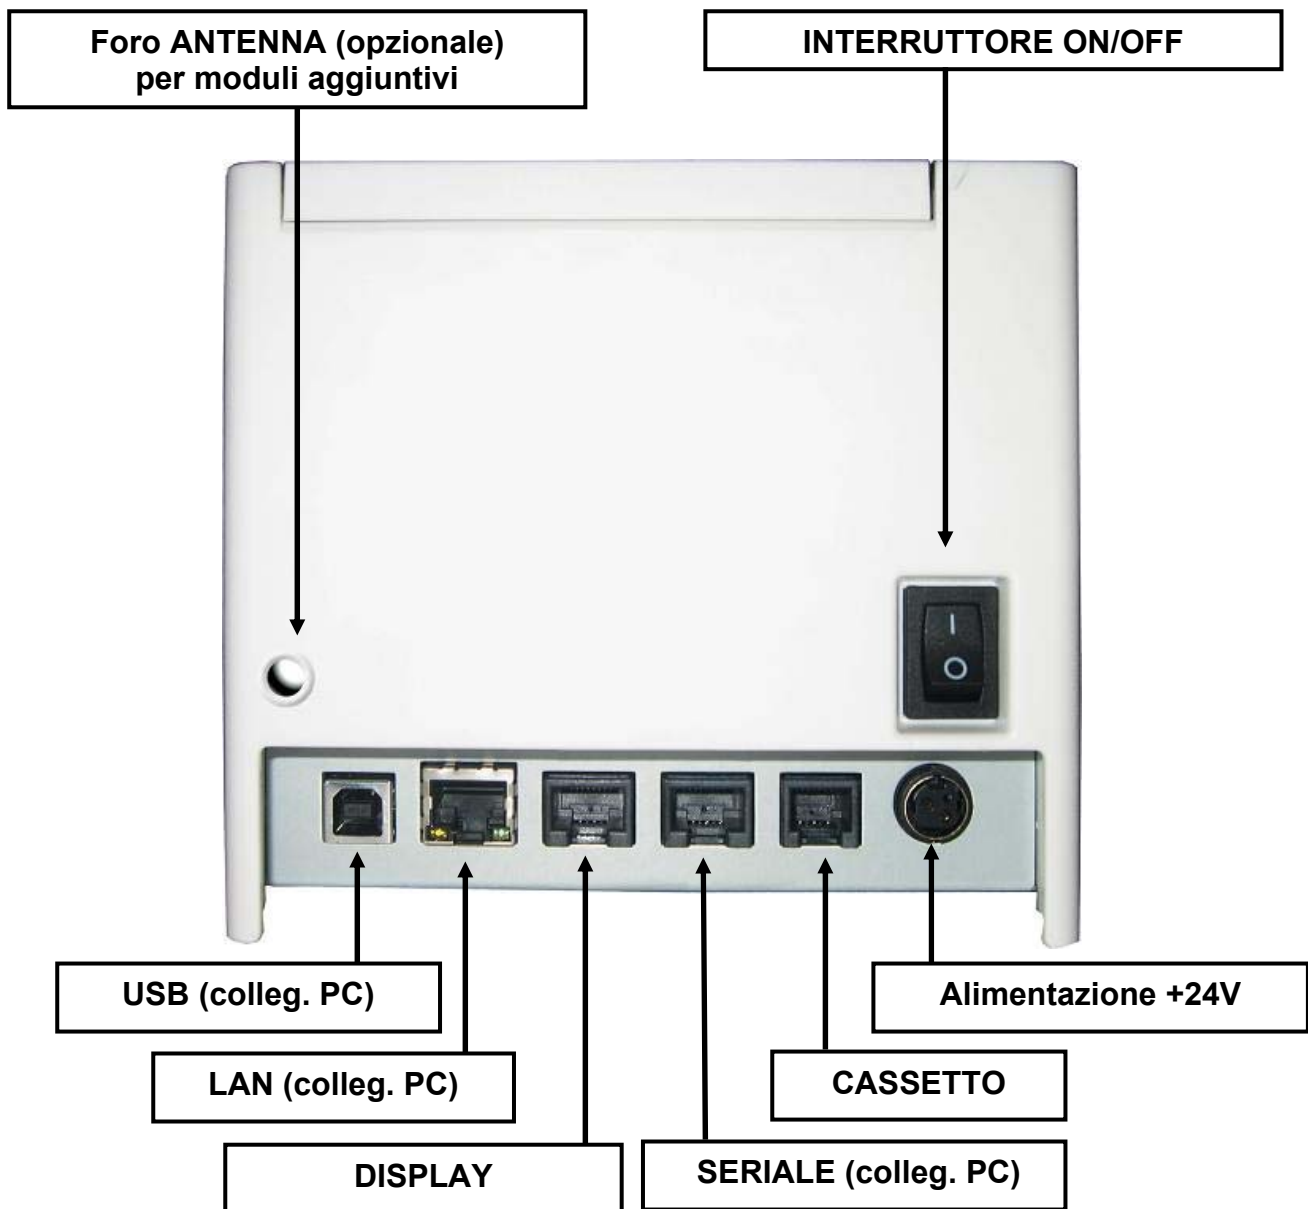 Foro ANTENNA (opzionale)
per moduli aggiuntivi
INTERRUTTORE ON/OFF
USB (colleg. PC)
Alimentazione +24V
LAN (colleg. PC)
CASSETTO
DISPLAY
SERIALE (colleg. PC)